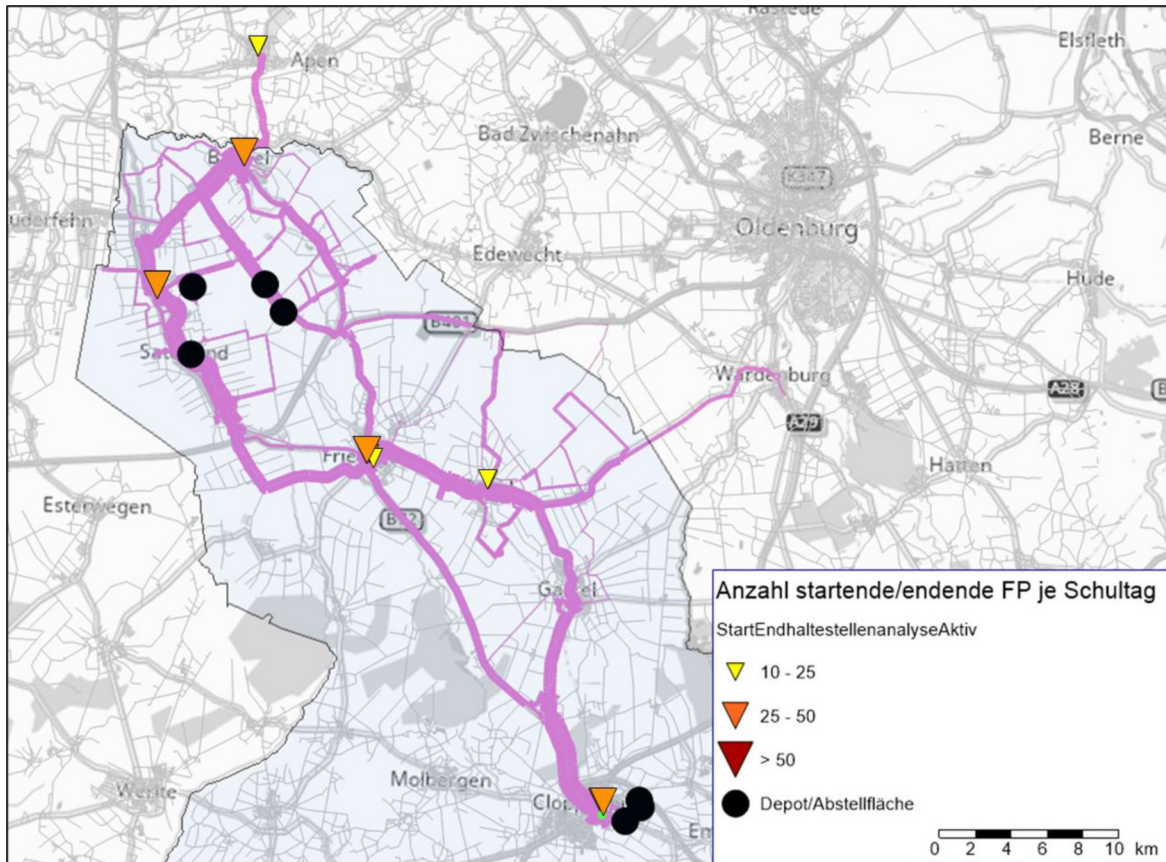 Rastede
Elsfleth
Apen
Bad Zwischenahn
Berne
K347
Oldenburg
Edewecht
Hude
B401
Wardenburg
A28
A29
Hatten
Esterwegen
B72
Molbergen
Werlte
Anzahl startende/endende FP je Schultag
StartEndhaltestellenanalyseAktiv
10 - 25
25 - 50
> 50
Depot/Abstellfläche
0 2 4 6 8 10 km